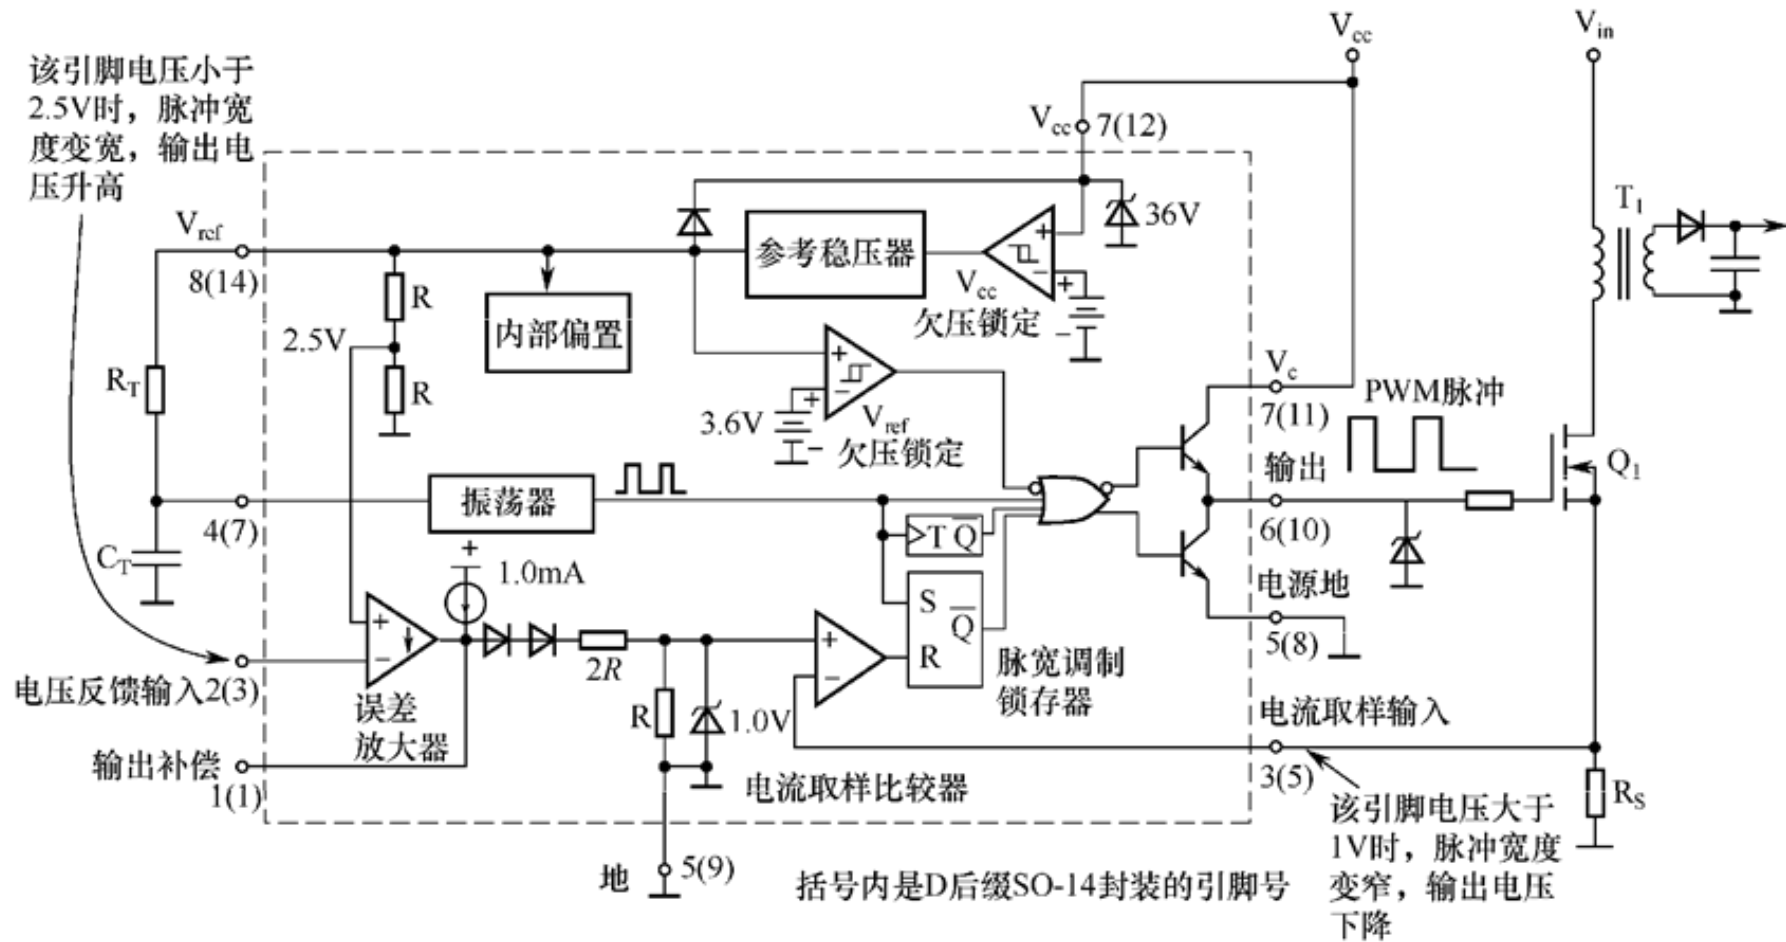 该引脚电压小于
2.5V时，脉冲宽
度变宽，输出电
压升高
Vcc
Vin
Vcc 7(12)
T1
36V
Vref
8(14)
参考稳压器
Vcc
欠压锁定
R
内部偏置
2.5V
RT
R
3.6V
Vref
欠压锁定
Vc
7(11)
PWM脉冲
输出
6(10)
Q1
4(7)
振荡器
CT
T Q
+
1.0mA
S
Q
R
电源地
5(8)
+
−
2R
+
−
脉宽调制
锁存器
电压反馈输入2(3)
误差
放大器
R
1.0V
电流取样输入
3(5)
输出补偿
1(1)
电流取样比较器
RS
该引脚电压大于
1V时，脉冲宽度
变窄，输出电压
下降
地
5(9)
括号内是D后缀SO-14封装的引脚号